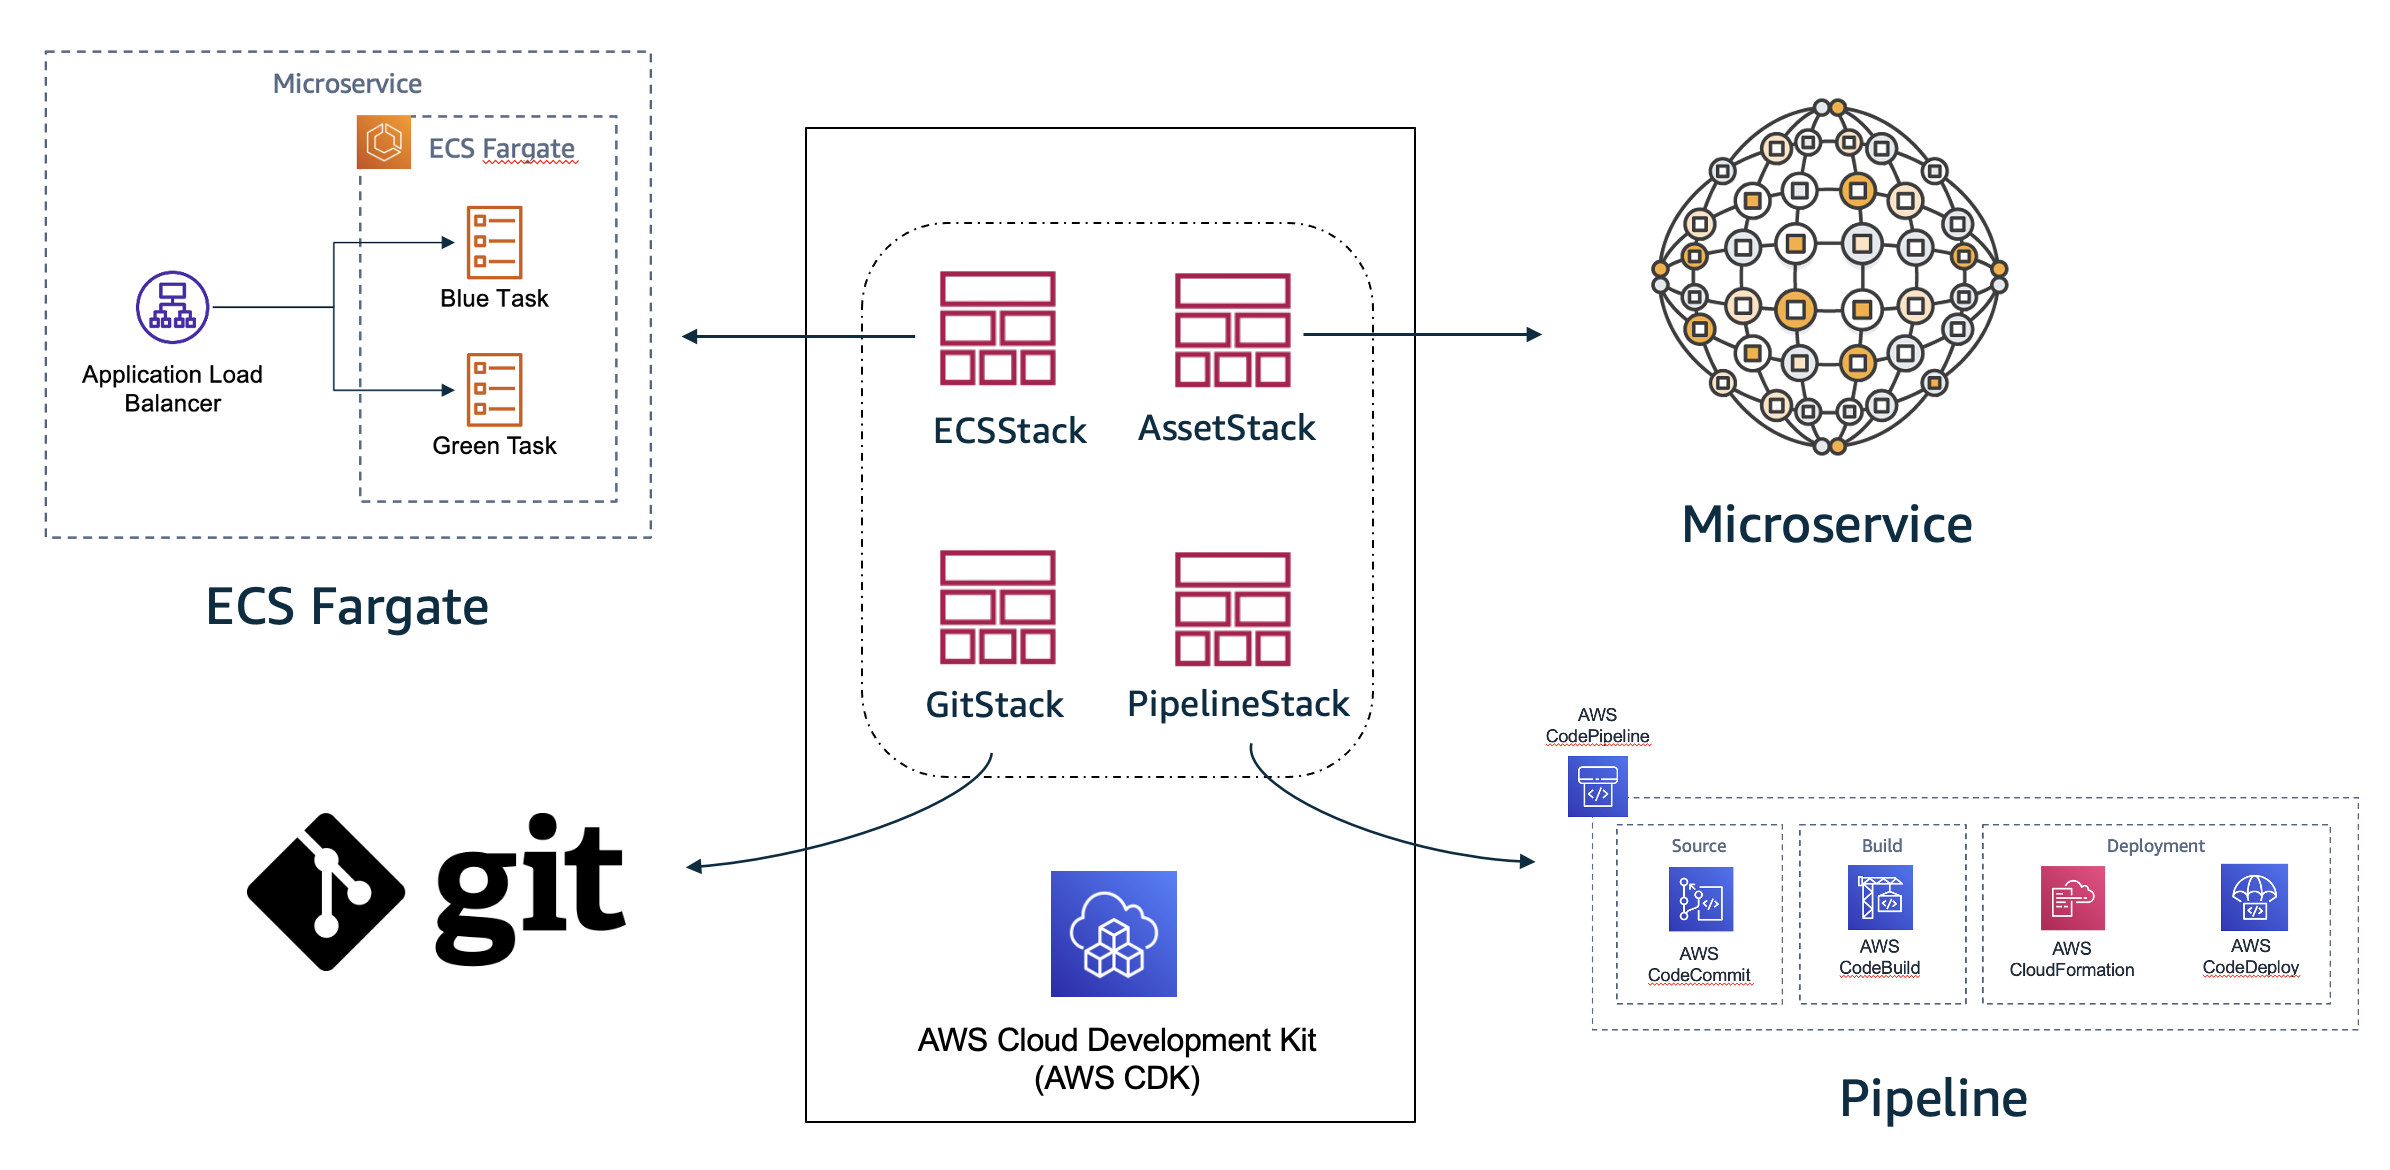 Microservice
ECS Fargate
Blue Task
Application Load
Balancer
Green Task
ECS Fargate
ECSStack
AssetStack
GitStack
PipelineStack
AWS Cloud Development Kit
(AWS CDK)
Microservice
git
AWS
CodePipeline
Source
AWS
CodeCommit
Build
AWS
CodeBuild
Deployment
AWS
CloudFormation
AWS
CodeDeploy
Pipeline